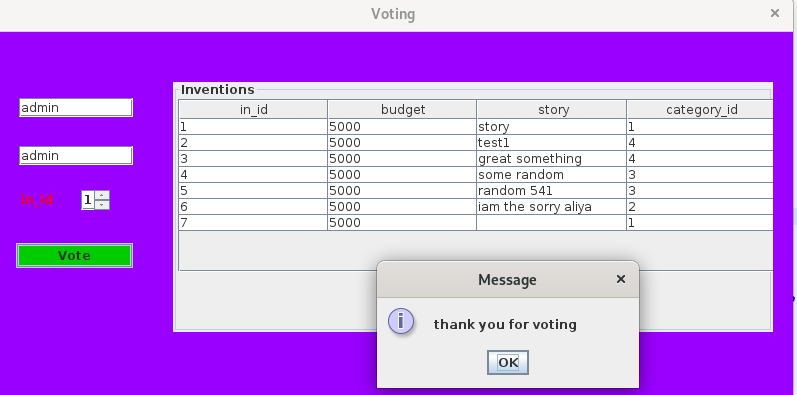 Voting ×
Inventions
in_id budget story category_id
1 5000 story 1
2 5000 test1 4
3 5000 great something 4
4 5000 some random 3
5 5000 random 541 3
6 5000 iam the sorry aliya 2
7 5000 1
admin
admin
in_id 1
Vote
Message ×
i thank you for voting
OK